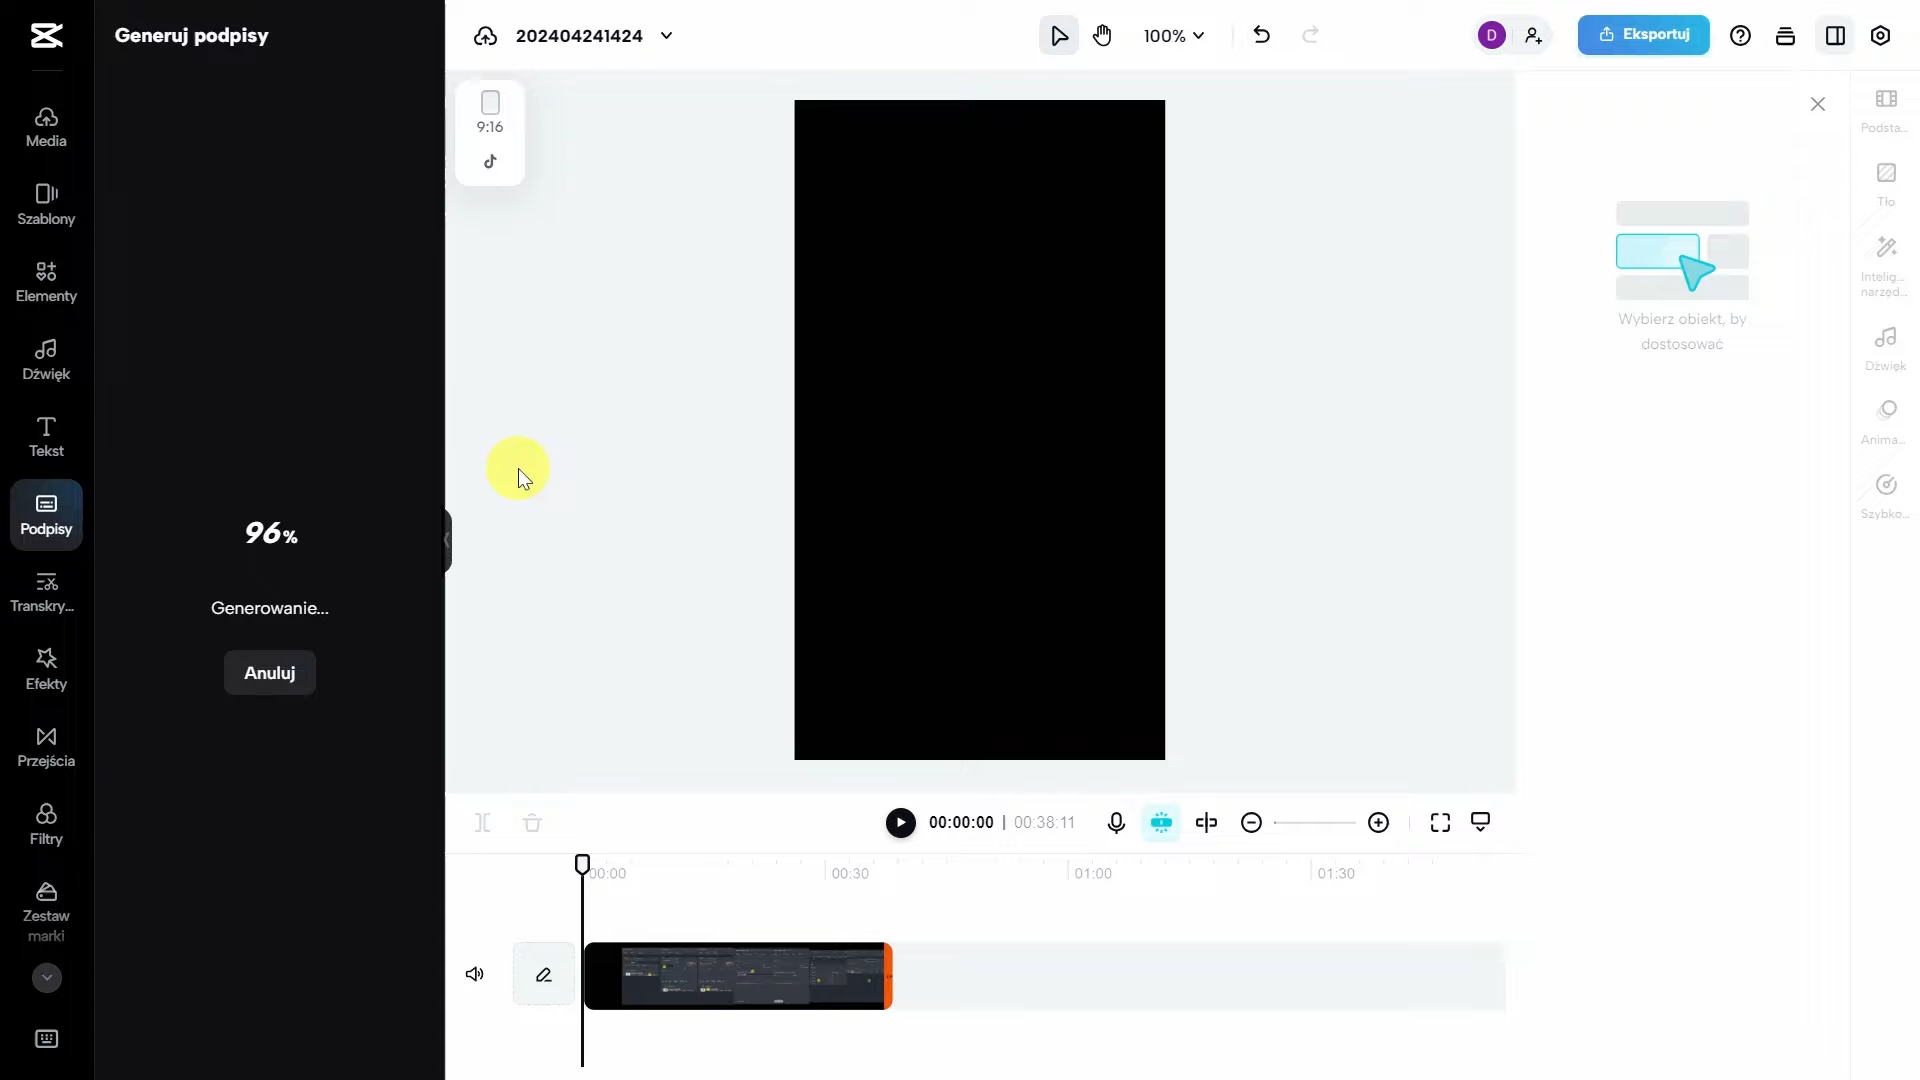 Generuj podpisy
202404241424
100%
D
Eksportuj
Media
Szablony
Elementy
Dźwięk
Tekst
Podpisy
Transkry...
Efekty
Przejścia
Filtry
Zestaw
marki
96%
Generowanie...
Anuluj
9:16
Wybierz obiekt, by
dostosować
Podsta...
Tło
Intelig...
narzęd...
Dźwięk
Anima...
Szybko...
00:00:00 | 00:38:11
00:00
00:30
01:00
01:30